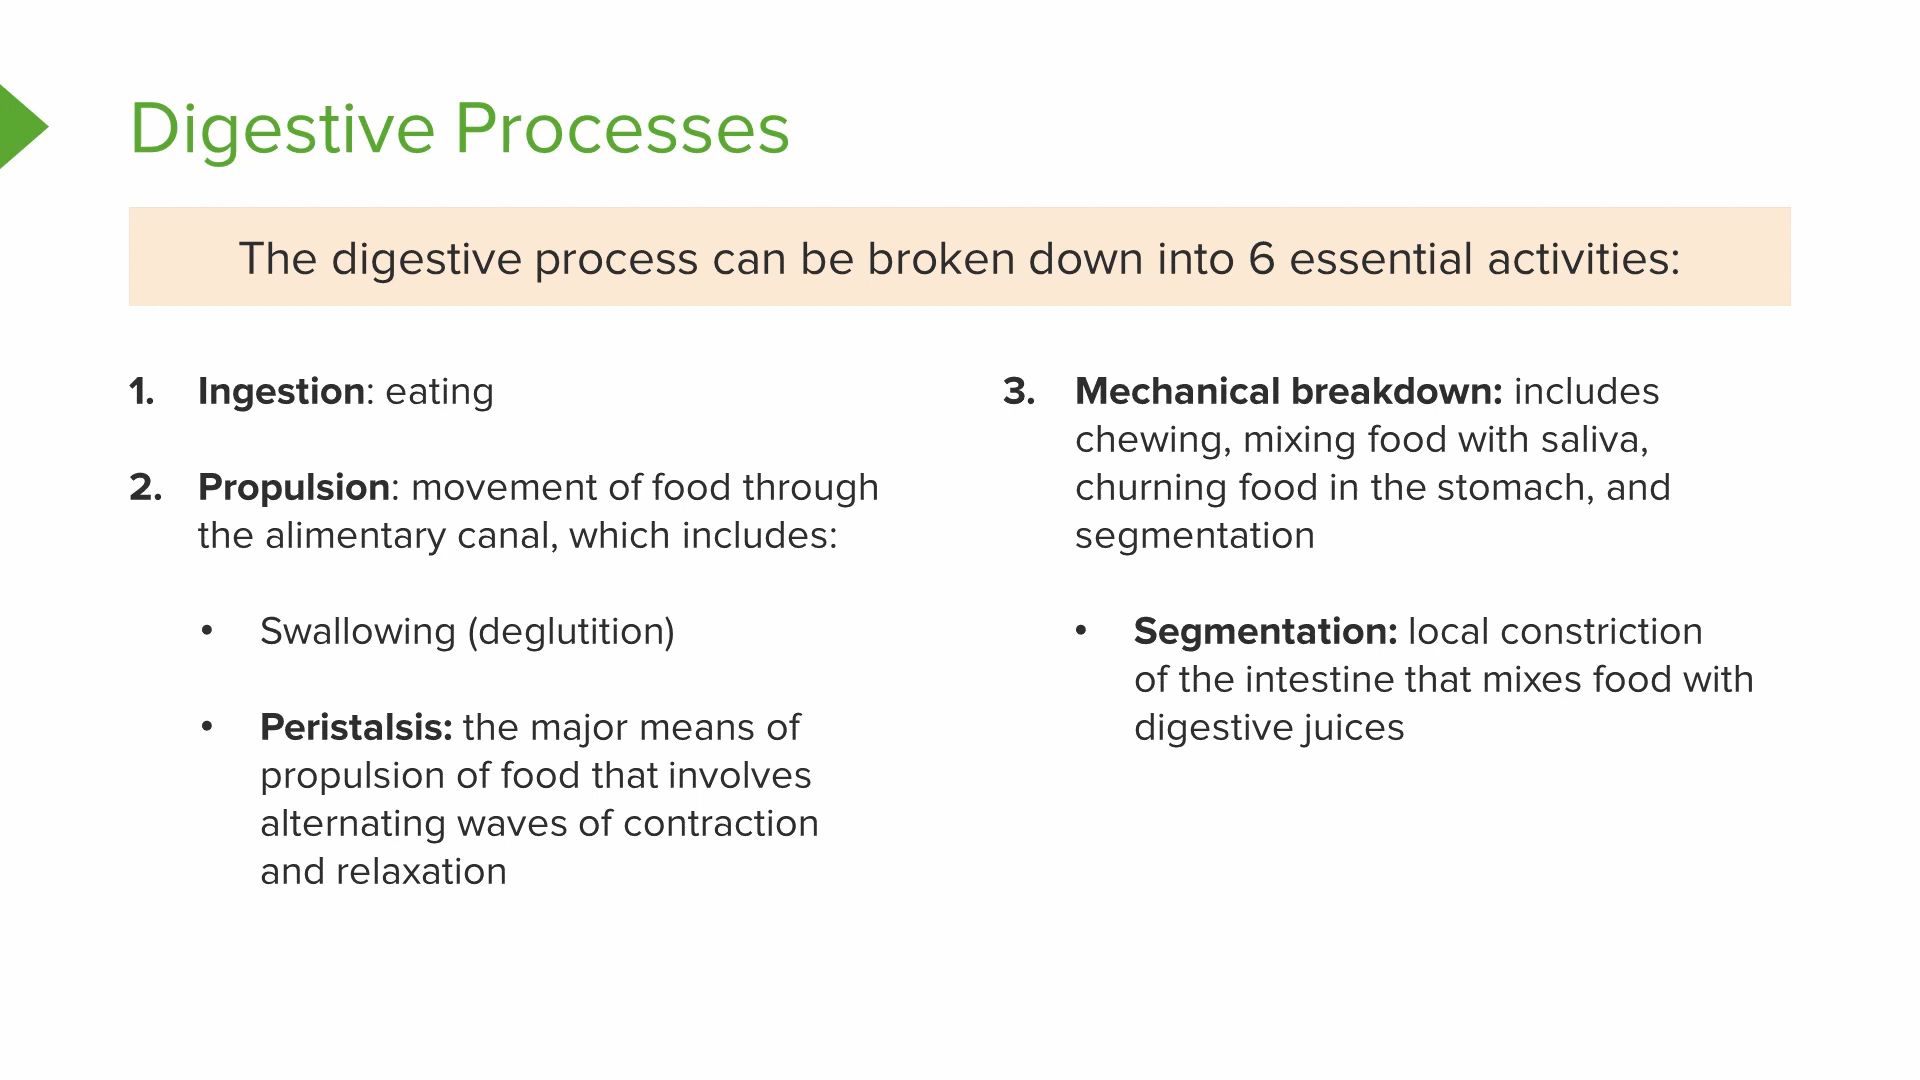 Digestive Processes
The digestive process can be broken down into 6 essential activities:
1. Ingestion: eating
2. Propulsion: movement of food through
the alimentary canal, which includes:
• Swallowing (deglutition)
• Peristalsis: the major means of
propulsion of food that involves
alternating waves of contraction
and relaxation
3. Mechanical breakdown: includes
chewing, mixing food with saliva,
churning food in the stomach, and
segmentation
• Segmentation: local constriction
of the intestine that mixes food with
digestive juices